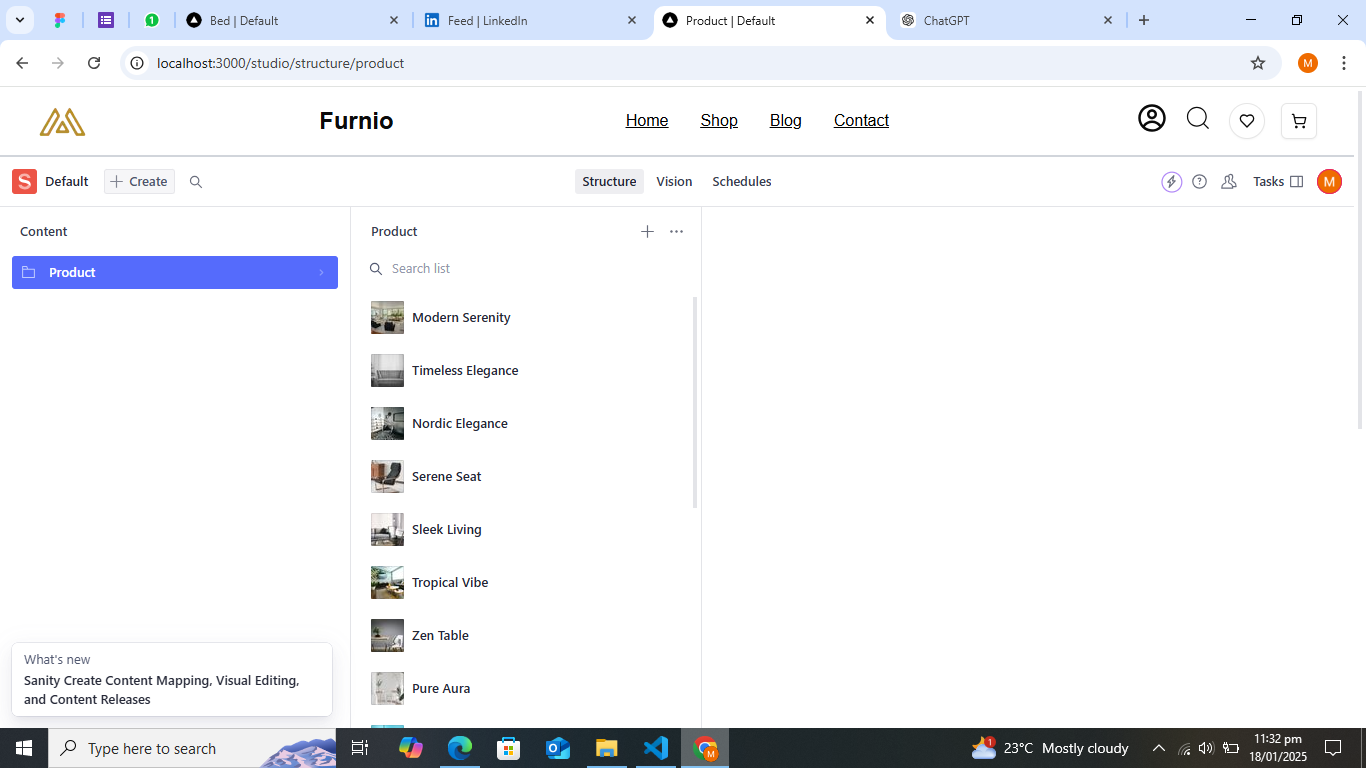 Bed | Default
Feed | LinkedIn
Product | Default
ChatGPT
localhost:3000/studio/structure/product
M
Furnio
Home
Shop
Blog
Contact
S
Default
Create
Structure
Vision
Schedules
Tasks
M
Content
Product
Product
Search list
Modern Serenity
Timeless Elegance
Nordic Elegance
Serene Seat
Sleek Living
Tropical Vibe
Zen Table
Pure Aura
What's new
Sanity Create Content Mapping, Visual Editing,
and Content Releases
Type here to search
M
1
23°C Mostly cloudy
11:32 pm
18/01/2025